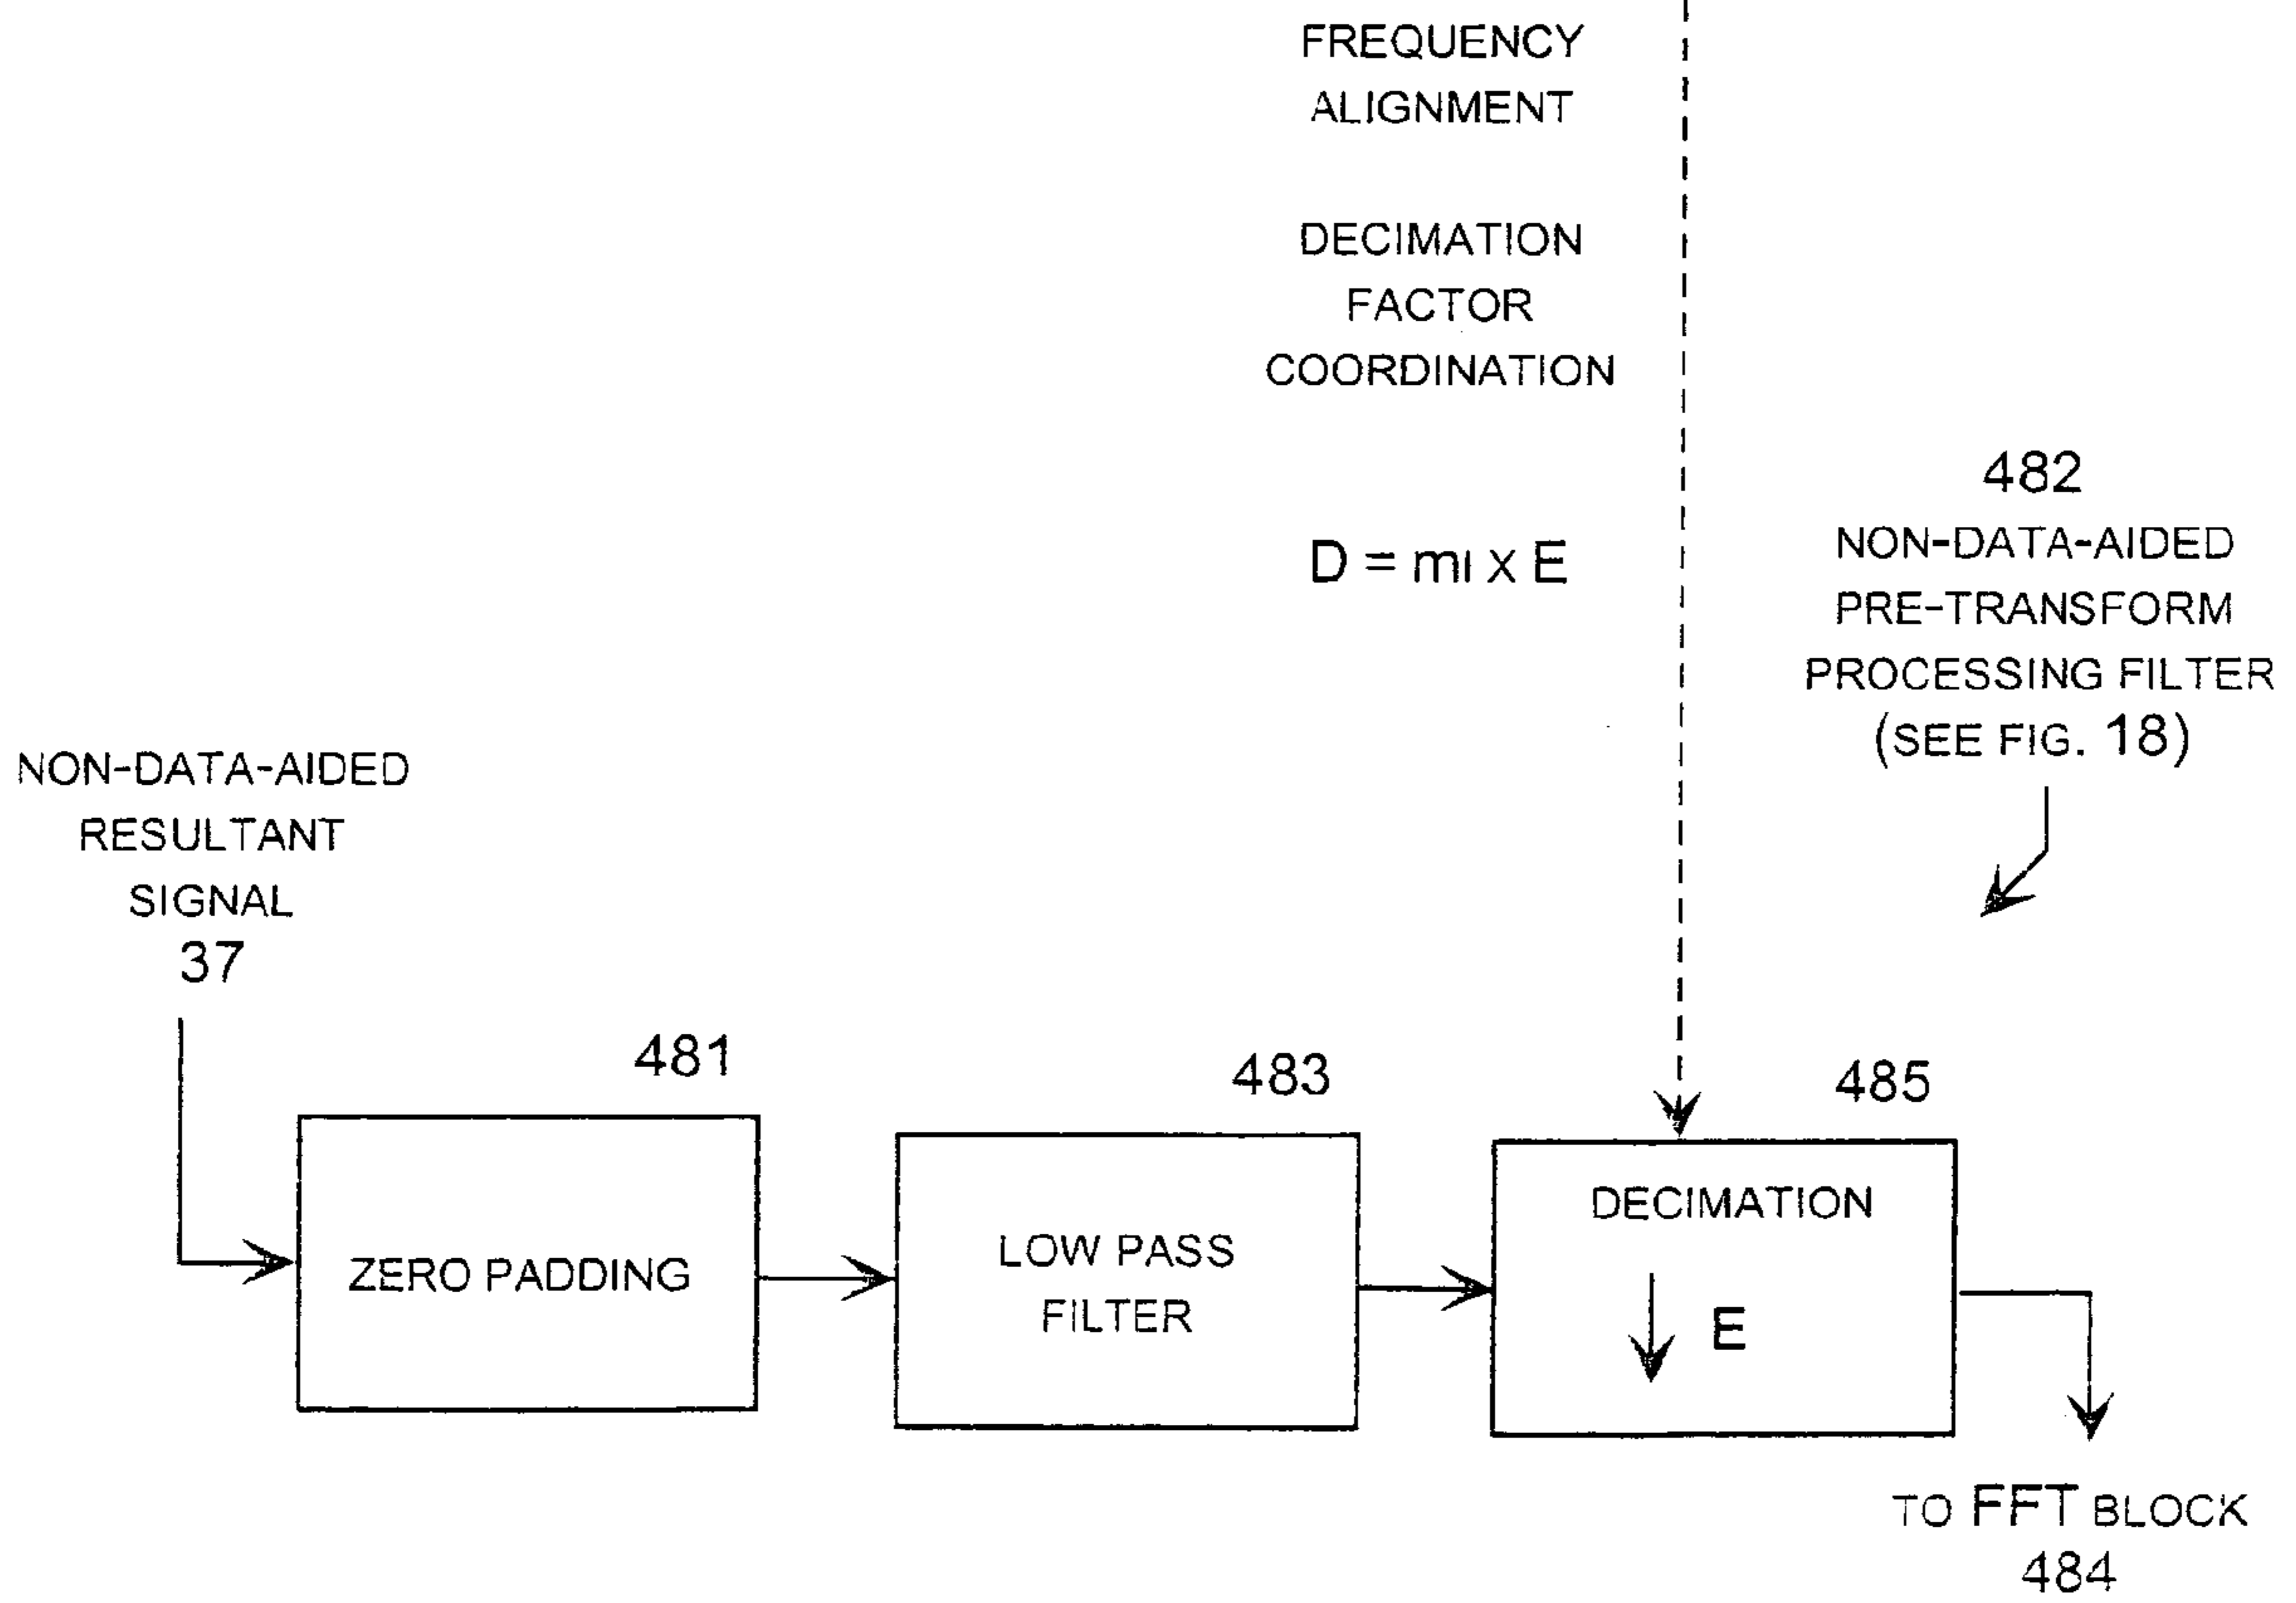 FREQUENCY
ALIGNMENT
DECIMATION
FACTOR
COORDINATION
D = mı x E
482
NON-DATA-AIDED
PRE-TRANSFORM
PROCESSING FILTER
(SEE FIG. 18)
NON-DATA-AIDED
RESULTANT
SIGNAL
37
481
ZERO PADDING
483
LOW PASS
FILTER
485
DECIMATION
E
TO FFT BLOCK
484